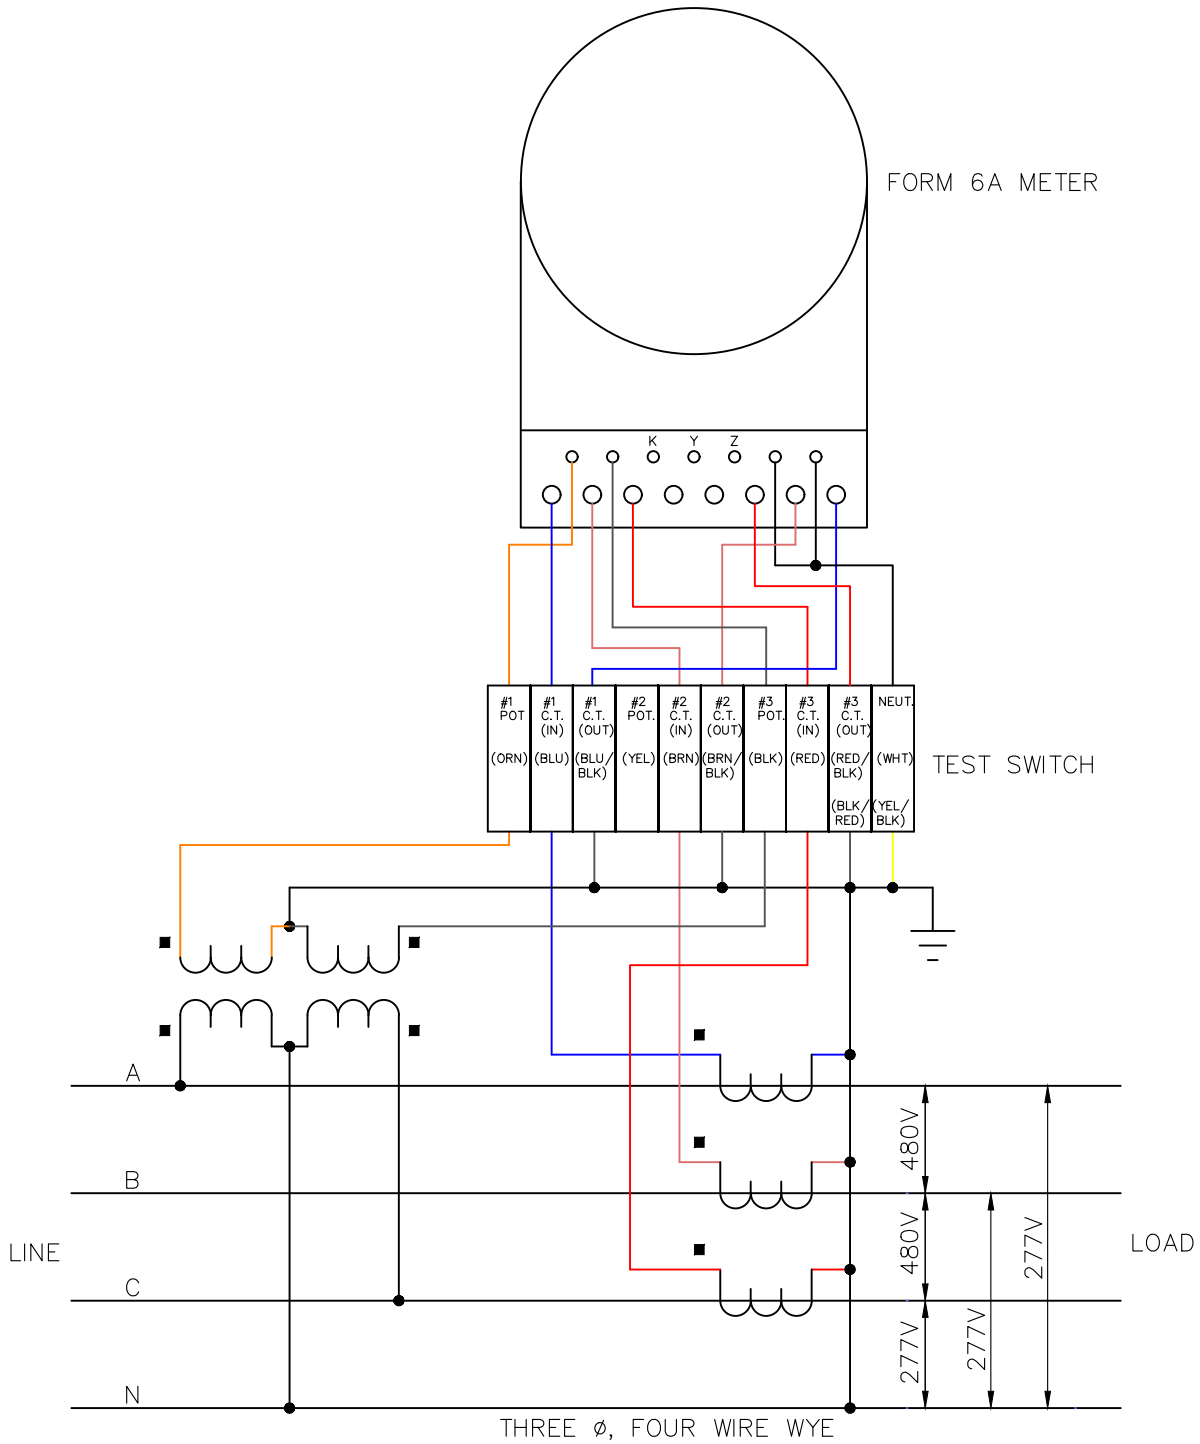 FORM 6A METER
K Y Z
#1 POT (ORN)
#1 C.T. (IN) (BLU)
#1 C.T. (OUT) (BLU/ BLK)
#2 POT. (YEL)
#2 C.T. (IN) (BRN)
#2 C.T. (OUT) (BRN/ BLK)
#3 POT. (BLK)
#3 C.T. (IN) (RED)
#3 C.T. (OUT) (RED/ BLK) (BLK/ RED)
NEUT. (WHT) (YEL/ BLK)
TEST SWITCH
A
B
C
N
LINE
LOAD
480V
480V
277V
277V
277V
THREE Ø, FOUR WIRE WYE